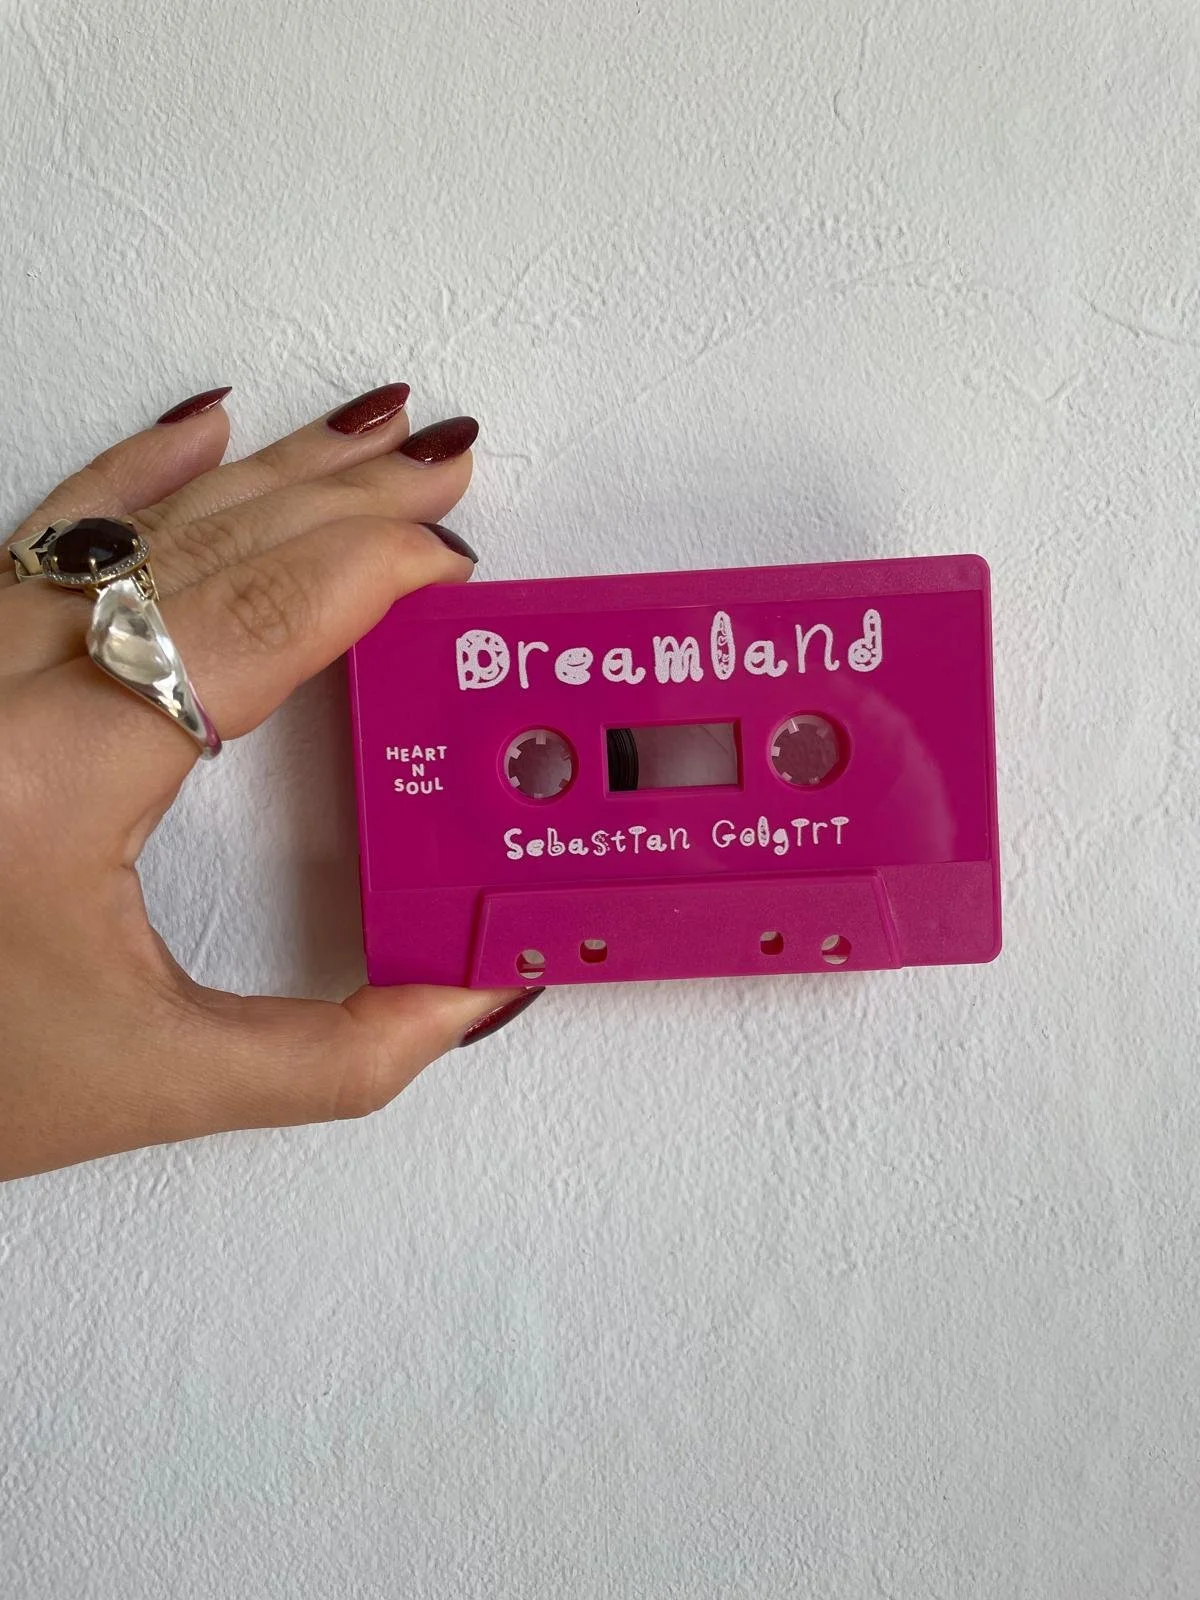 Dreamland
HEART
N
SOUL
Sebastian Golgiri